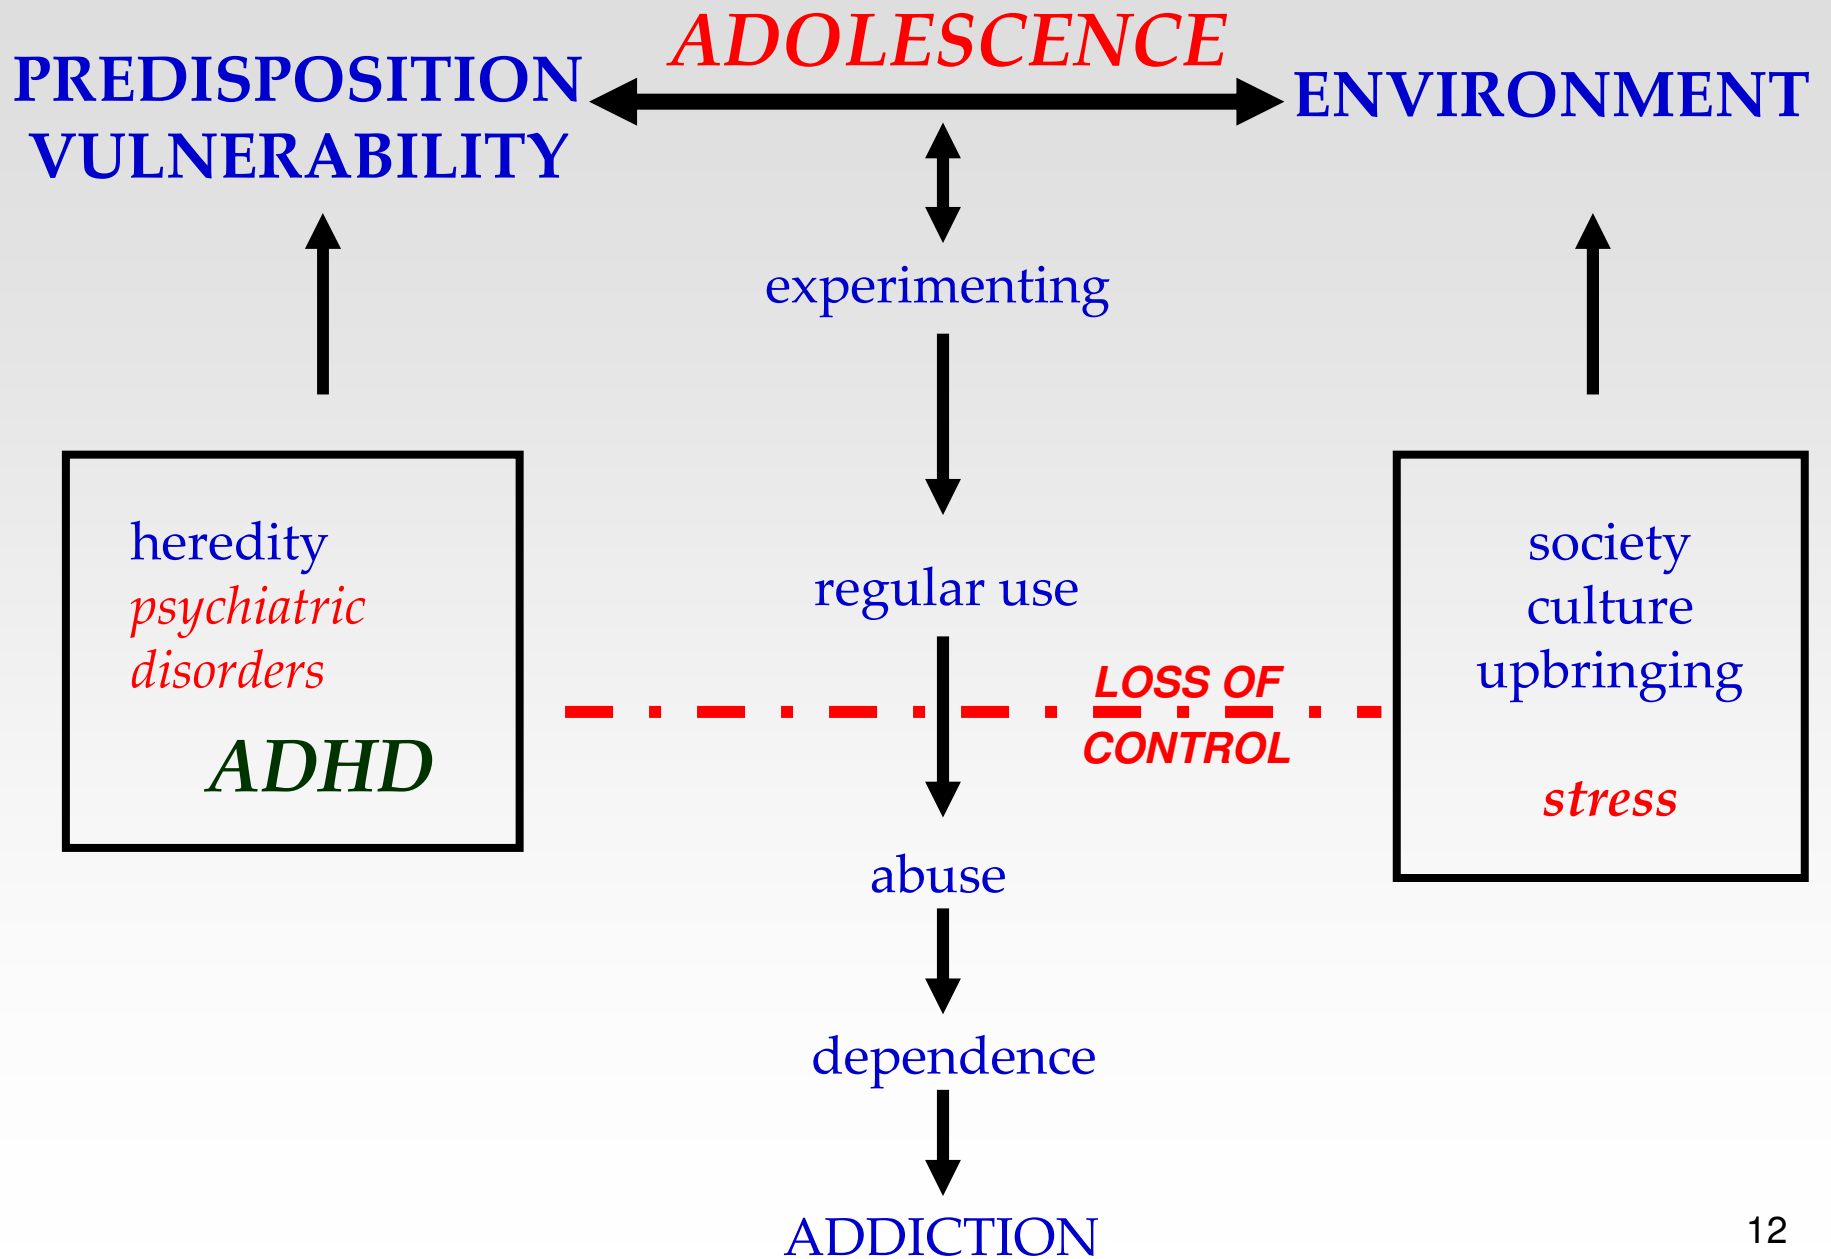 ADOLESCENCE
PREDISPOSITION
VULNERABILITY
ENVIRONMENT
experimenting
heredity
psychiatric
disorders
ADHD
regular use
LOSS OF
CONTROL
society
culture
upbringing
stress
abuse
dependence
ADDICTION
12